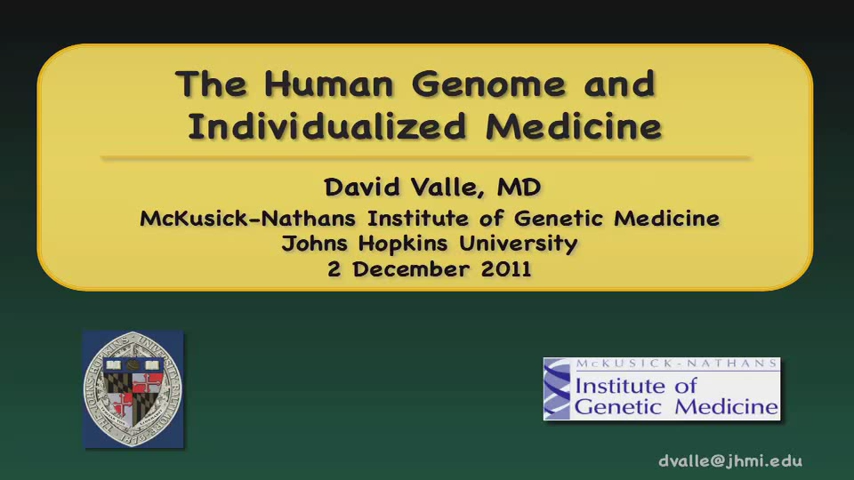 The Human Genome and
Individualized Medicine
David Valle, MD
McKusick-Nathans Institute of Genetic Medicine
Johns Hopkins University
2 December 2011
McKUSICK-NATHANS
Institute of
Genetic Medicine
dvalle@jhmi.edu